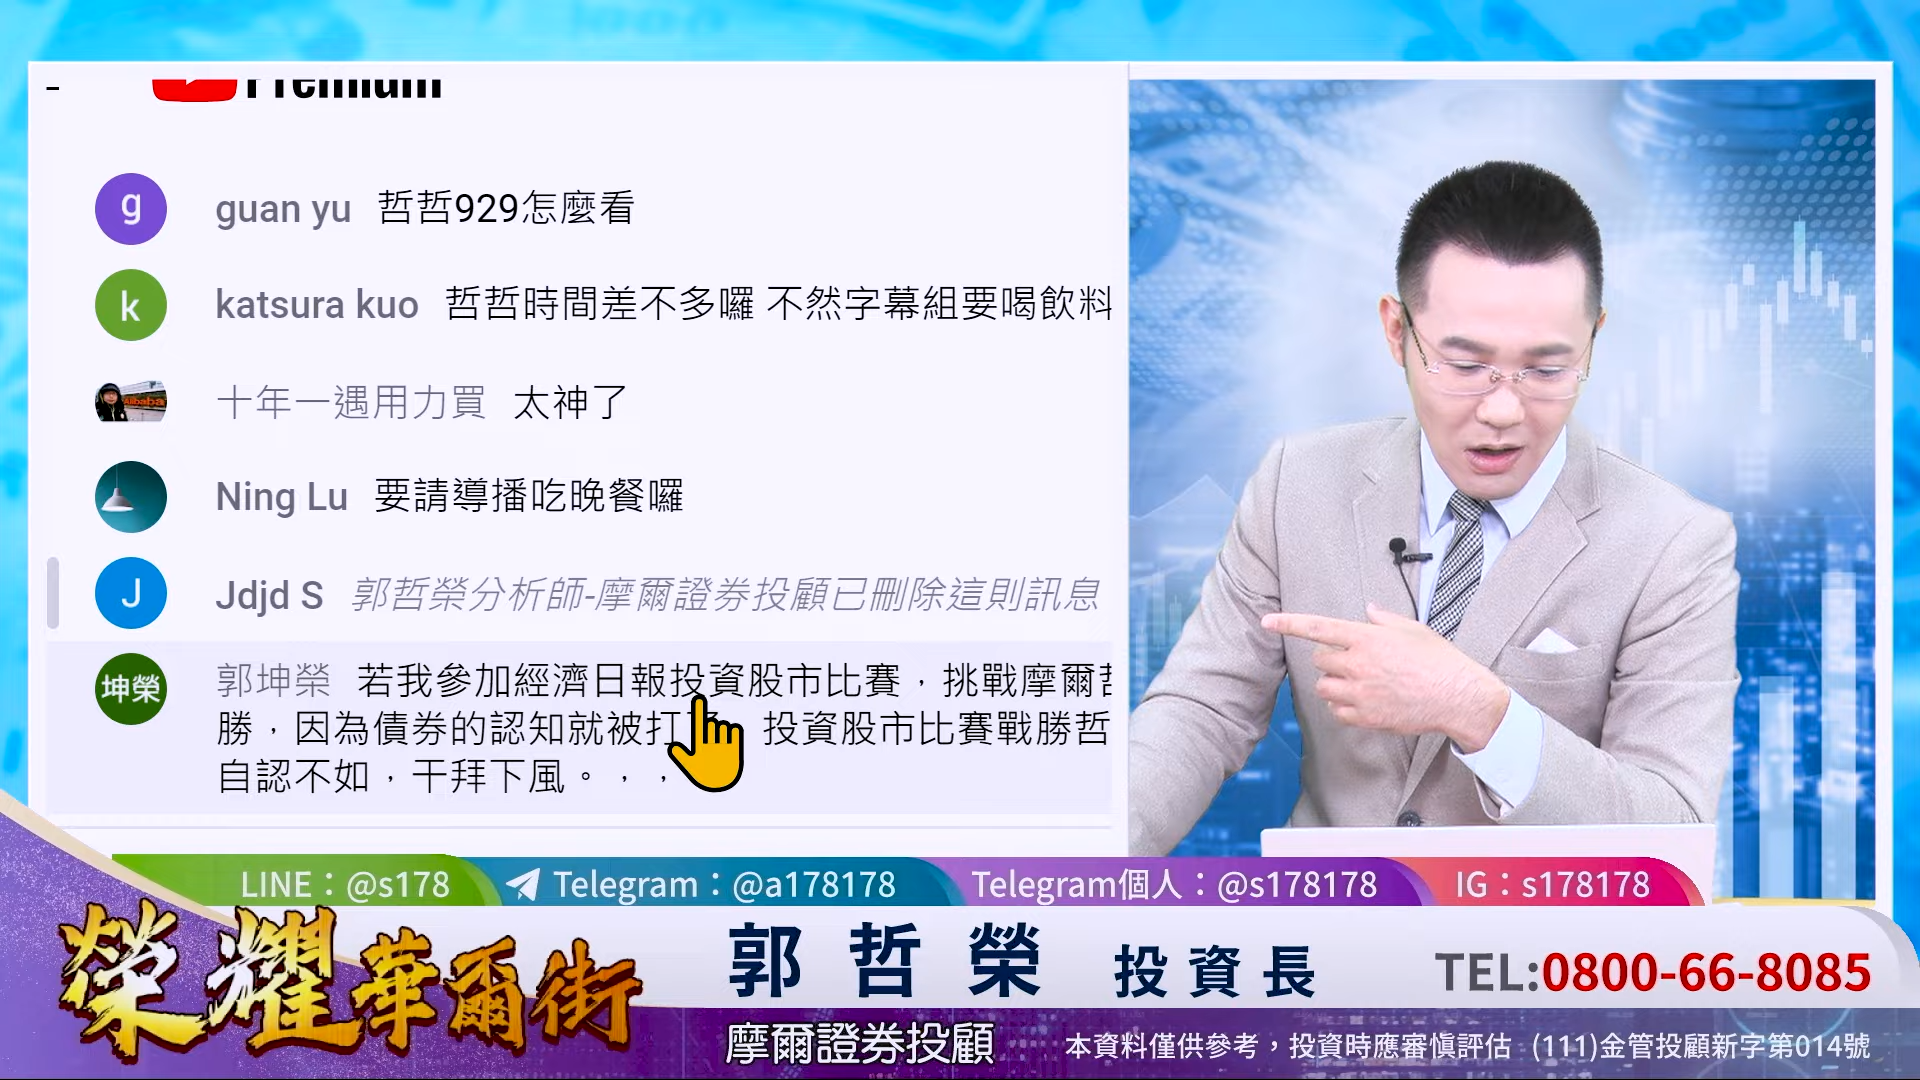 Premium
g guan yu 哲哲929怎麼看
k katsura kuo 哲哲時間差不多囉 不然字幕組要喝飲料
十年一遇用力買 太神了
Ning Lu 要請導播吃晚餐囉
J Jdjd S 郭哲榮分析師-摩爾證券投顧已刪除這則訊息
坤榮 郭坤榮 若我參加經濟日報投資股市比賽，挑戰摩爾
勝，因為債券的認知就被打 投資股市比賽戰勝哲
自認不如，干拜下風。，，
LINE：@s178 Telegram：@a178178 Telegram個人：@s178178 IG：s178178
榮耀華爾街
郭哲榮 投資長 TEL:0800-66-8085
摩爾證券投顧 本資料僅供參考，投資時應審慎評估 (111)金管投顧新字第014號